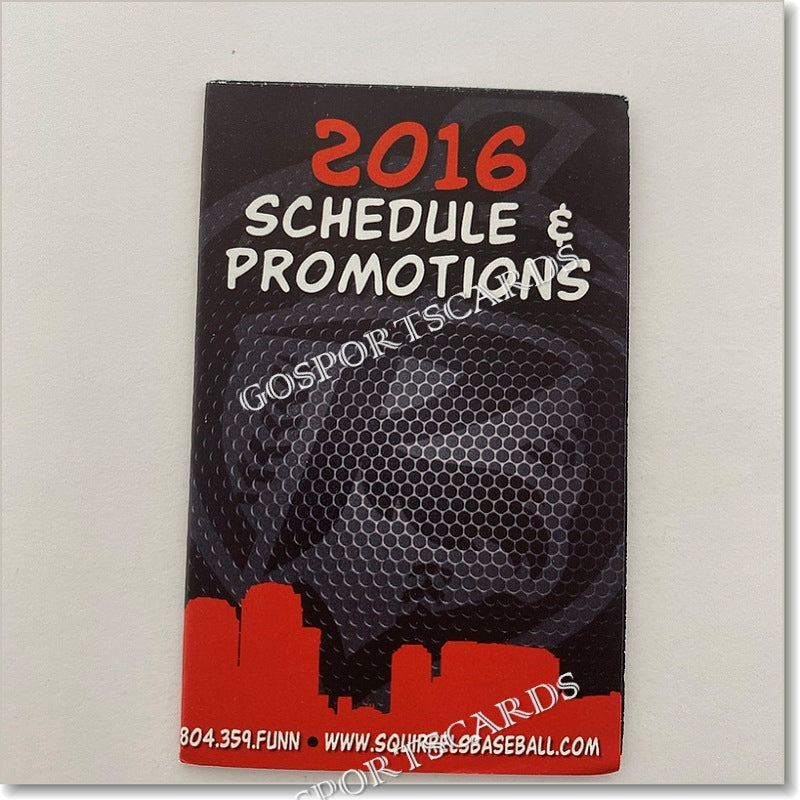 2016
SCHEDULE &
PROMOTIONS
GOSPORTSCARDS
804.359.FUNN • WWW.SQUIRRELSBASEBALL.COM
GOSPORTSCARDS